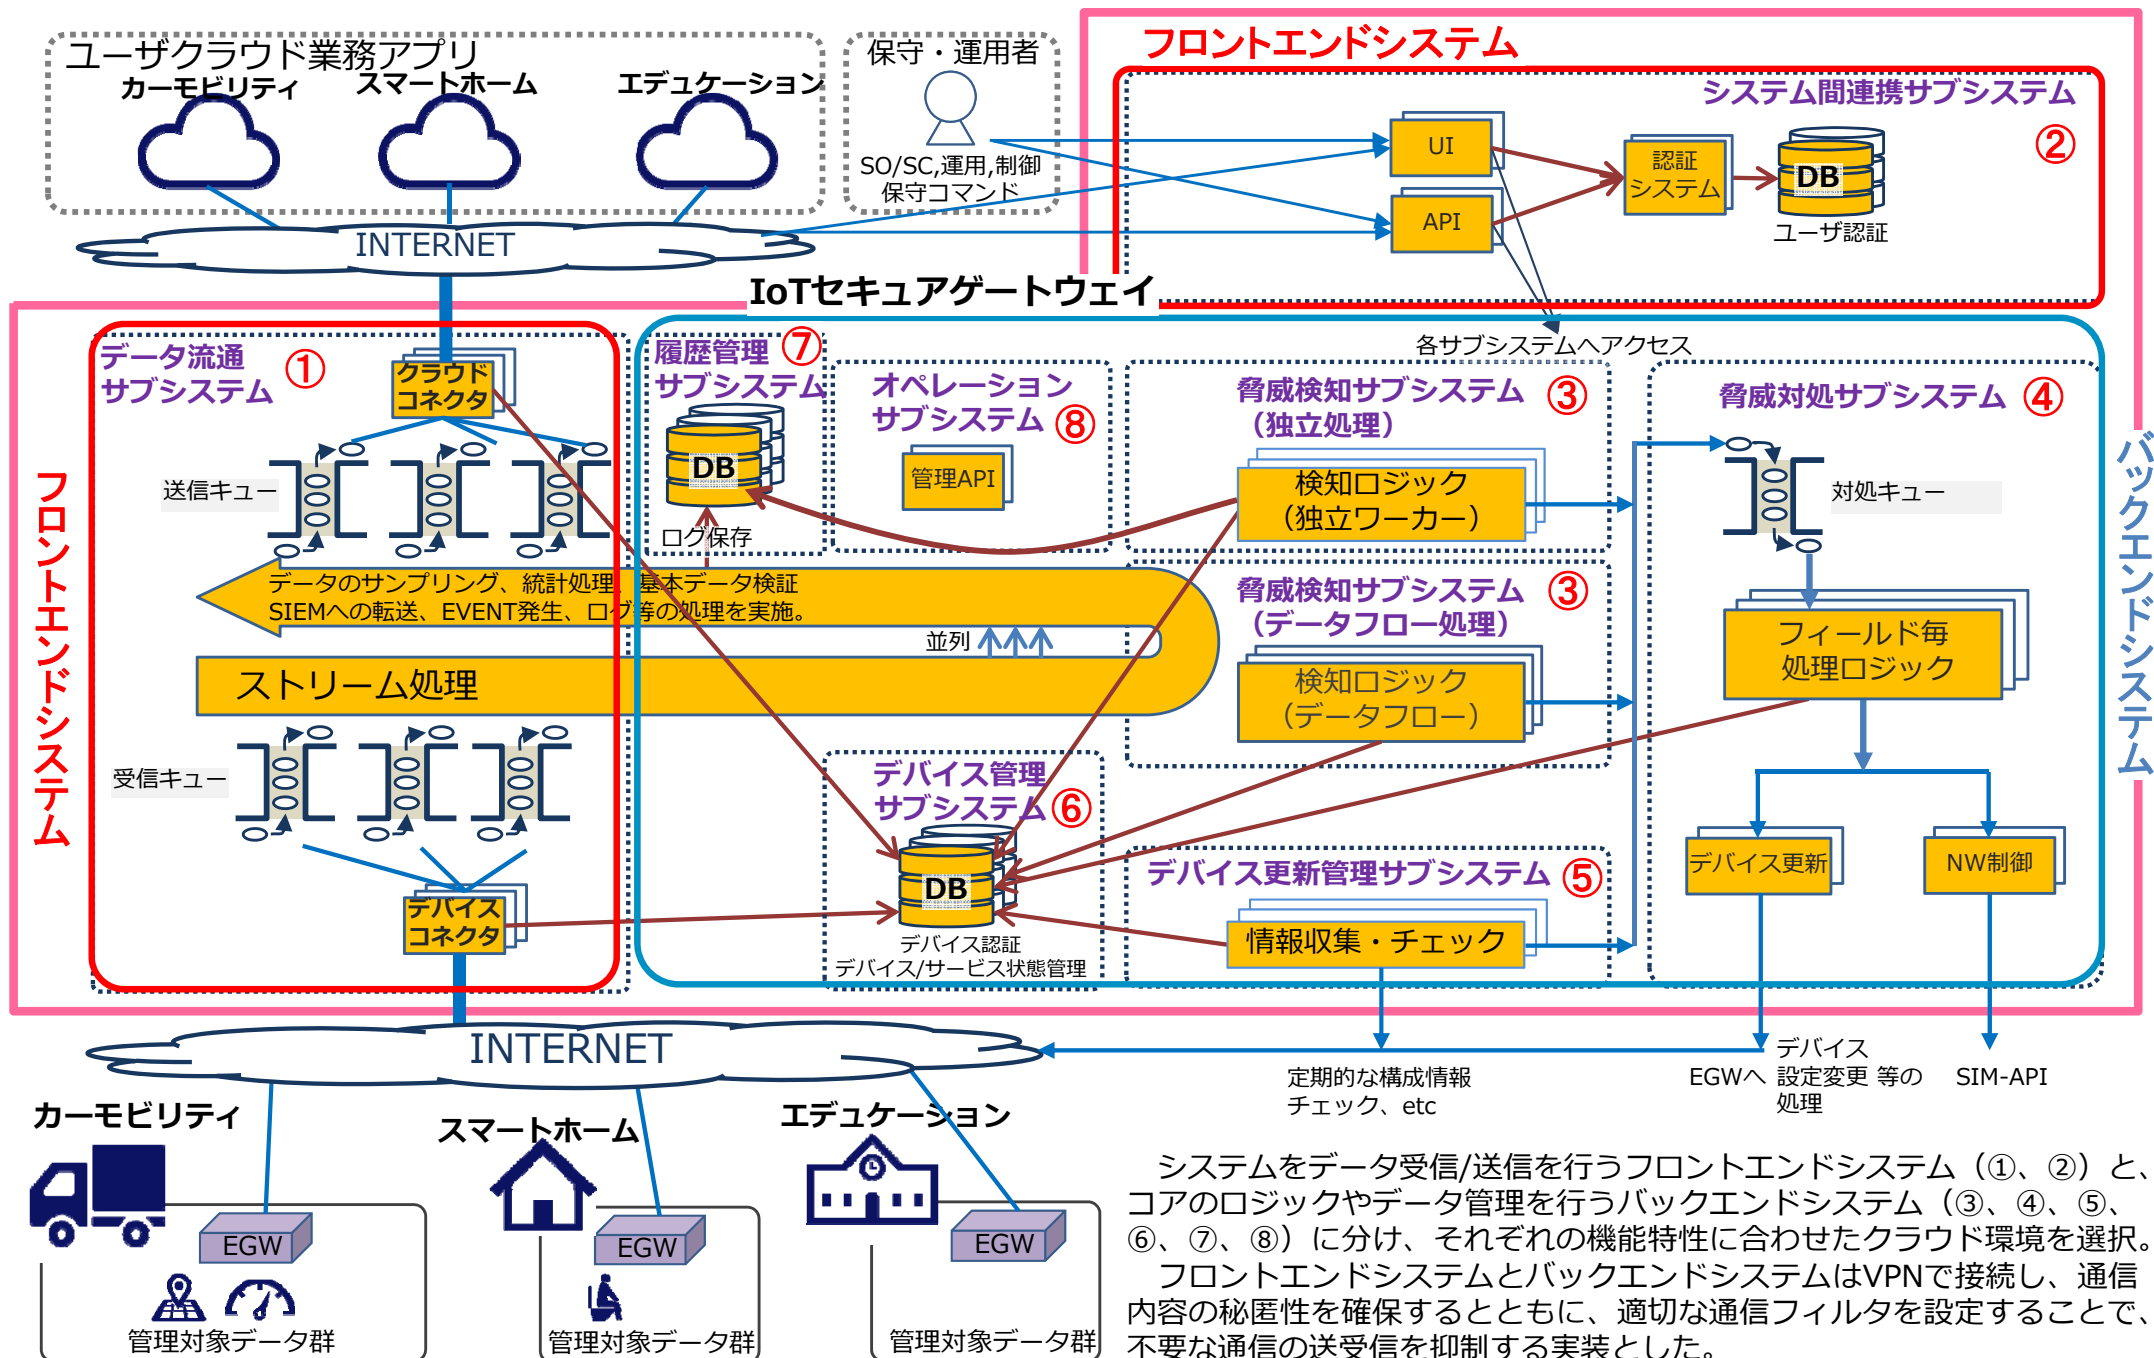 ユーザクラウド業務アプリ
カーモビリティ
スマートホーム
エデュケーション
保守・運用者
SO/SC,運用,制御
保守コマンド
フロントエンドシステム
システム間連携サブシステム
②
UI
API
認証
システム
DB
ユーザ認証
INTERNET
IoTセキュアゲートウェイ
各サブシステムへアクセス
フロントエンドシステム
データ流通
サブシステム
①
クラウド
コネクタ
送信キュー
履歴管理
サブシステム
⑦
DB
ログ保存
オペレーション
サブシステム
⑧
管理API
脅威検知サブシステム
（独立処理）
③
検知ロジック
（独立ワーカー）
脅威対処サブシステム
④
対処キュー
バックエンドシステム
データのサンプリング、統計処理、基本データ検証
SIEMへの転送、EVENT発生、ログ等の処理を実施。
並列
ストリーム処理
脅威検知サブシステム
（データフロー処理）
③
検知ロジック
（データフロー）
フィールド毎
処理ロジック
受信キュー
デバイス管理
サブシステム
⑥
DB
デバイス認証
デバイス/サービス状態管理
デバイス更新管理サブシステム
⑤
情報収集・チェック
デバイス更新
NW制御
デバイス
コネクタ
INTERNET
定期的な構成情報
チェック、etc
EGWへ
デバイス
設定変更 等の
処理
SIM-API
カーモビリティ
スマートホーム
エデュケーション
EGW
EGW
EGW
管理対象データ群
管理対象データ群
管理対象データ群
システムをデータ受信/送信を行うフロントエンドシステム（①、②）と、
コアのロジックやデータ管理を行うバックエンドシステム（③、④、⑤、
⑥、⑦、⑧）に分け、それぞれの機能特性に合わせたクラウド環境を選択。
フロントエンドシステムとバックエンドシステムはVPNで接続し、通信
内容の秘匿性を確保するとともに、適切な通信フィルタを設定することで、
不要な通信の送受信を抑制する実装とした。